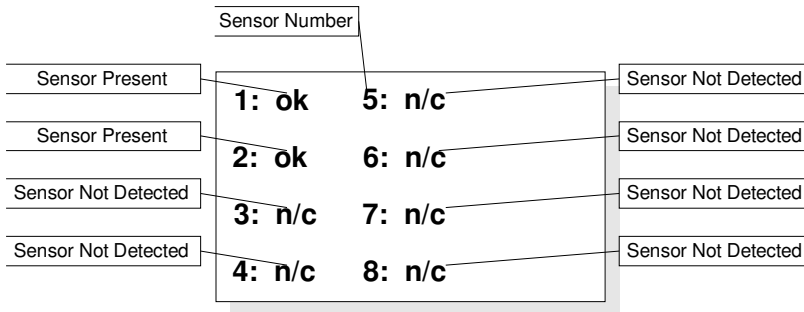 Sensor Number
Sensor Present
1: ok 5: n/c
Sensor Not Detected
Sensor Present
2: ok 6: n/c
Sensor Not Detected
Sensor Not Detected
3: n/c 7: n/c
Sensor Not Detected
Sensor Not Detected
4: n/c 8: n/c
Sensor Not Detected